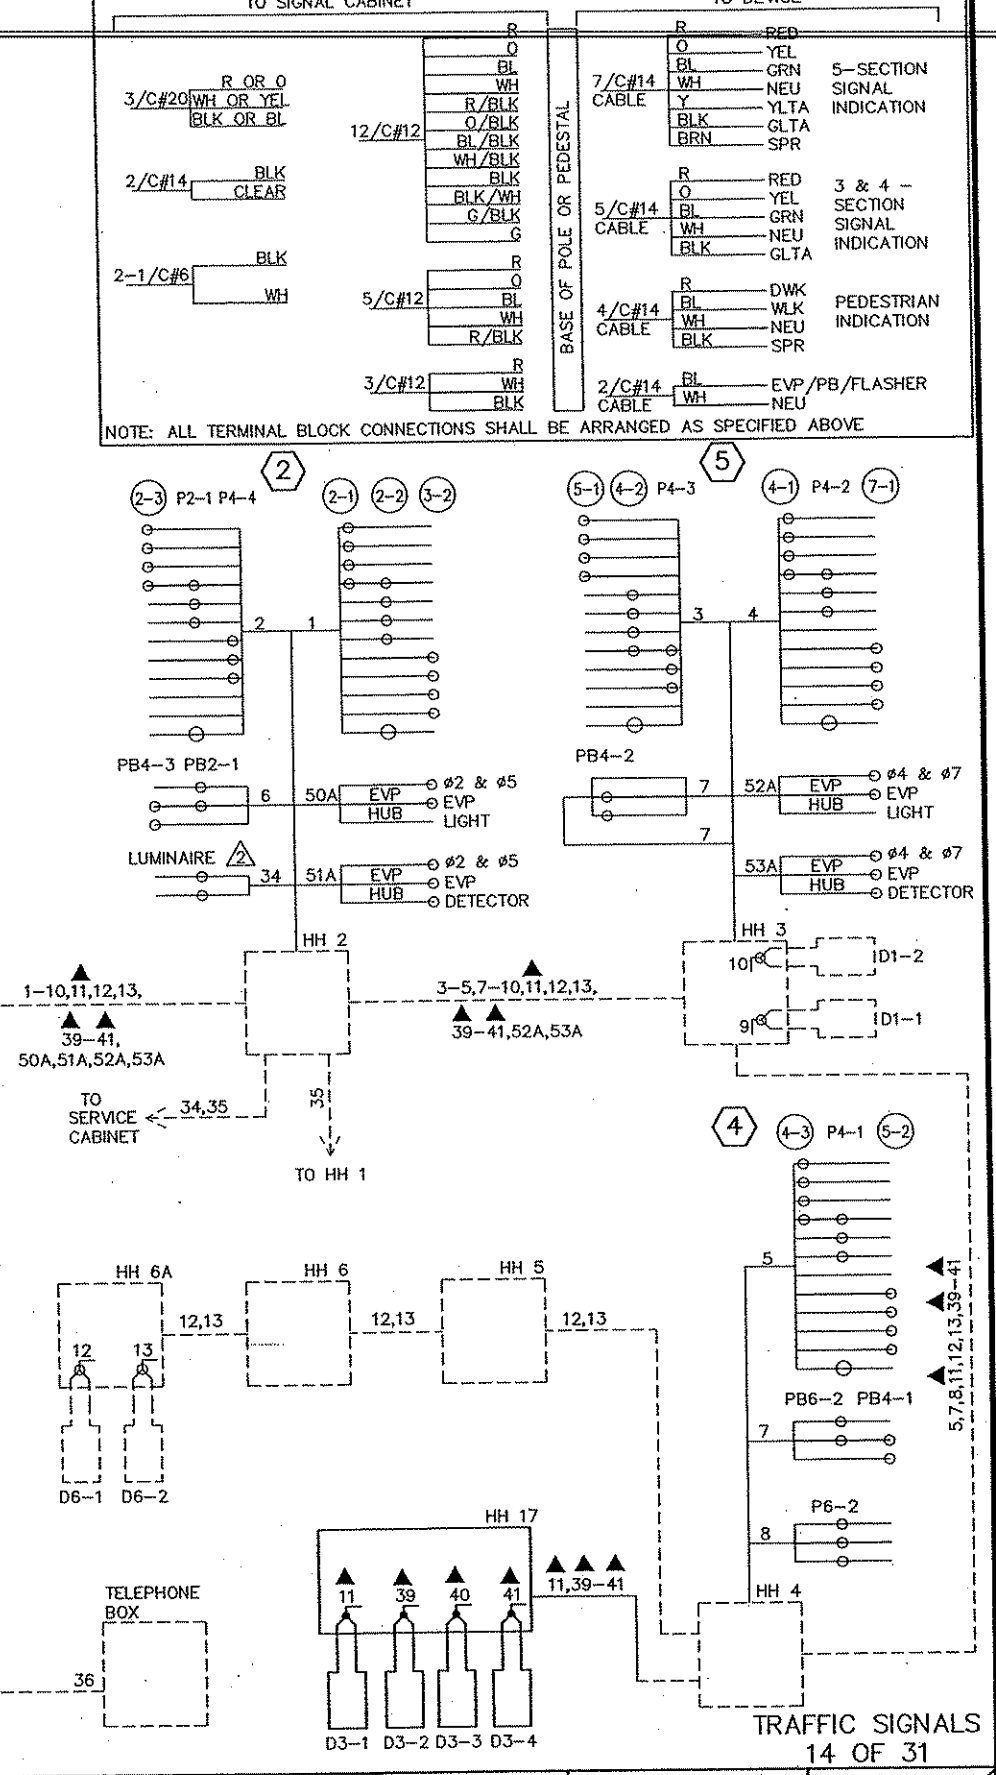 TO SIGNAL CABINET
TO DEVICE
3/C#20
R OR O
WH OR YEL
BLK OR BL
2/C#14
BLK
CLEAR
2-1/C#6
BLK
WH
12/C#12
R
O
BL
WH
R/BLK
O/BLK
BL/BLK
WH/BLK
BLK
BLK/WH
G/BLK
G
5/C#12
R
O
BL
WH
R/BLK
3/C#12
R
WH
BLK
BASE OF POLE OR PEDESTAL
7/C#14
CABLE
R RED
O YEL
BL GRN
WH NEU
Y YLTA
BLK GLTA
BRN SPR
5-SECTION
SIGNAL
INDICATION
5/C#14
CABLE
R RED
O YEL
BL GRN
WH NEU
BLK GLTA
3 & 4 -
SECTION
SIGNAL
INDICATION
4/C#14
CABLE
R DWK
BL WLK
WH NEU
BLK SPR
PEDESTRIAN
INDICATION
2/C#14
CABLE
BL EVP/PB/FLASHER
WH NEU
NOTE: ALL TERMINAL BLOCK CONNECTIONS SHALL BE ARRANGED AS SPECIFIED ABOVE
2
2-3 P2-1 P4-4
2-1 2-2 3-2
2 1
PB4-3 PB2-1
6
50A
EVP
HUB
ø2 & ø5
EVP
LIGHT
LUMINAIRE 2
34
51A
EVP
HUB
ø2 & ø5
EVP
DETECTOR
5
5-1 4-2 P4-3
4-1 P4-2 7-1
3 4
PB4-2
7
7
52A
EVP
HUB
ø4 & ø7
EVP
LIGHT
53A
EVP
HUB
ø4 & ø7
EVP
DETECTOR
HH 2
HH 3
10
D1-2
9
D1-1
1-10,11,12,13,
39-41,
50A,51A,52A,53A
3-5,7-10,11,12,13,
39-41,52A,53A
TO
SERVICE
CABINET
34,35
35
TO HH 1
4
4-3 P4-1 5-2
5
5,7,8,11,12,13,39-41
PB6-2 PB4-1
7
P6-2
8
HH 4
HH 6A
HH 6
HH 5
12,13
12,13
12,13
12 13
D6-1 D6-2
HH 17
11 39 40 41
11,39-41
D3-1 D3-2 D3-3 D3-4
TELEPHONE
BOX
36
TRAFFIC SIGNALS
14 OF 31